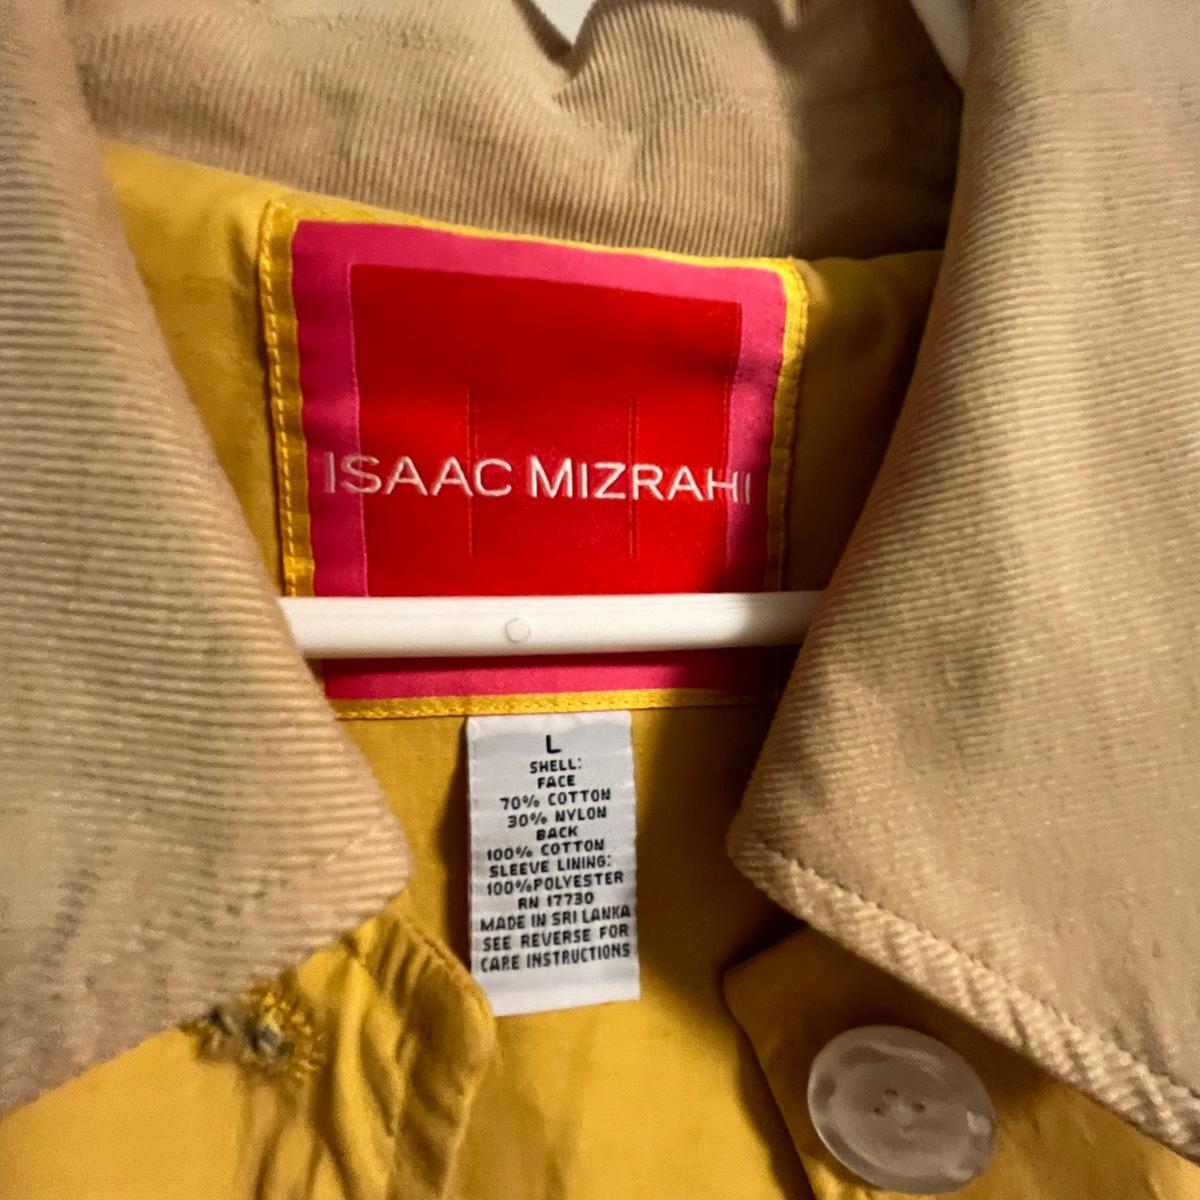 ISAAC MIZRAHI
L
SHELL:
FACE
70% COTTON
30% NYLON
BACK
100% COTTON
SLEEVE LINING:
100%POLYESTER
RN 17730
MADE IN SRI LANKA
SEE REVERSE FOR
CARE INSTRUCTIONS